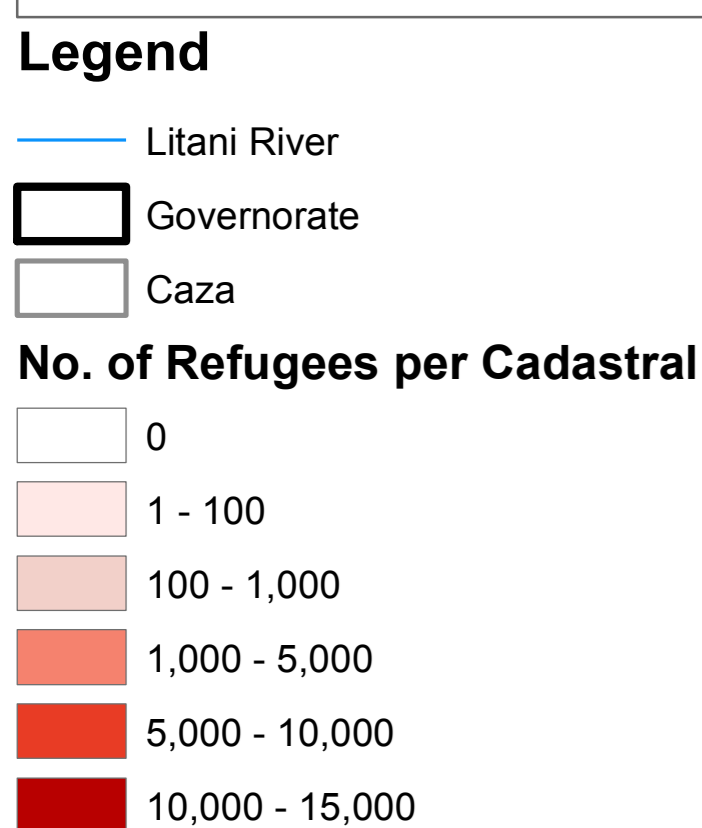 Legend
Litani River
Governorate
Caza
No. of Refugees per Cadastral
0
1 - 100
100 - 1,000
1,000 - 5,000
5,000 - 10,000
10,000 - 15,000